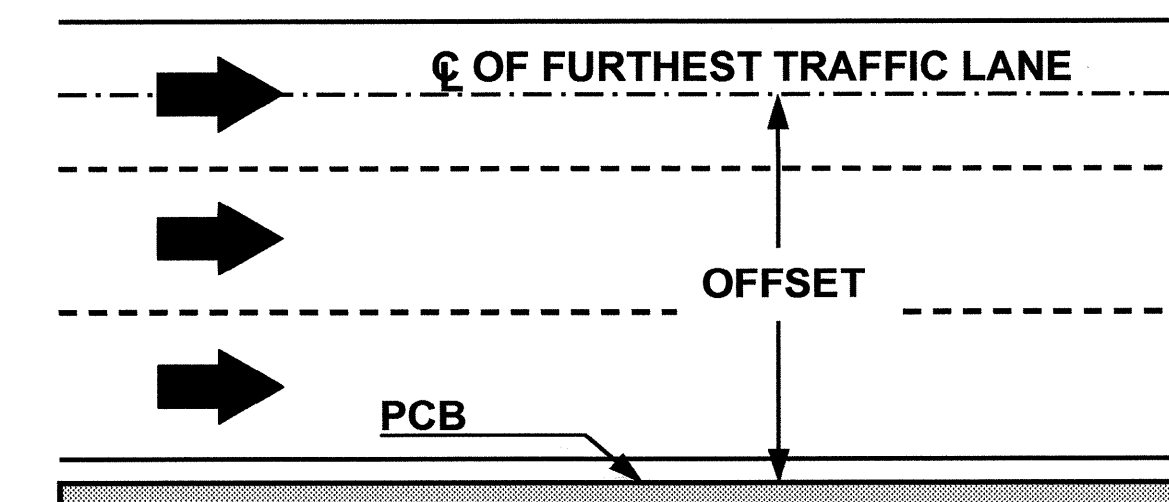 ℄ OF FURTHEST TRAFFIC LANE
OFFSET
PCB